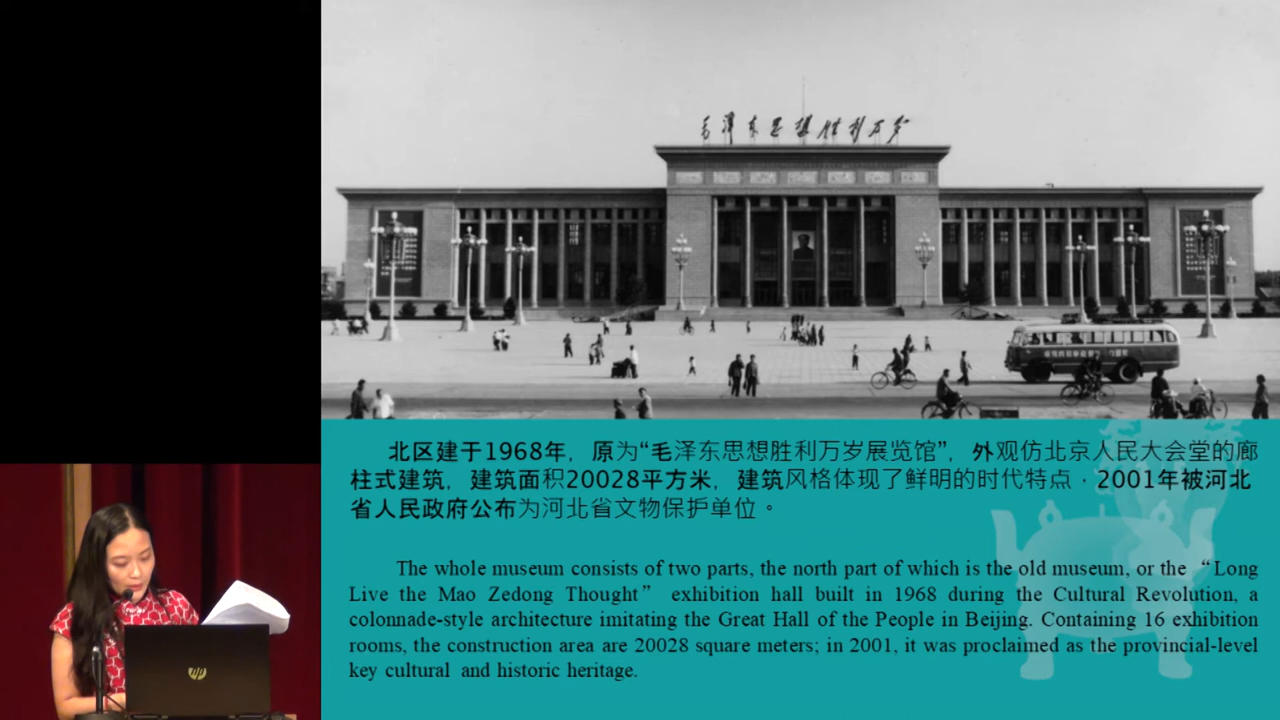 毛泽东思想胜利万岁
北区建于1968年，原为“毛泽东思想胜利万岁展览馆”，外观仿北京人民大会堂的廊
柱式建筑，建筑面积20028平方米，建筑风格体现了鲜明的时代特点·2001年被河北
省人民政府公布为河北省文物保护单位。
The whole museum consists of two parts, the north part of which is the old museum, or the “Long
Live the Mao Zedong Thought” exhibition hall built in 1968 during the Cultural Revolution, a
colonnade-style architecture imitating the Great Hall of the People in Beijing. Containing 16 exhibition
rooms, the construction area are 20028 square meters; in 2001, it was proclaimed as the provincial-level
key cultural and historic heritage.
hp